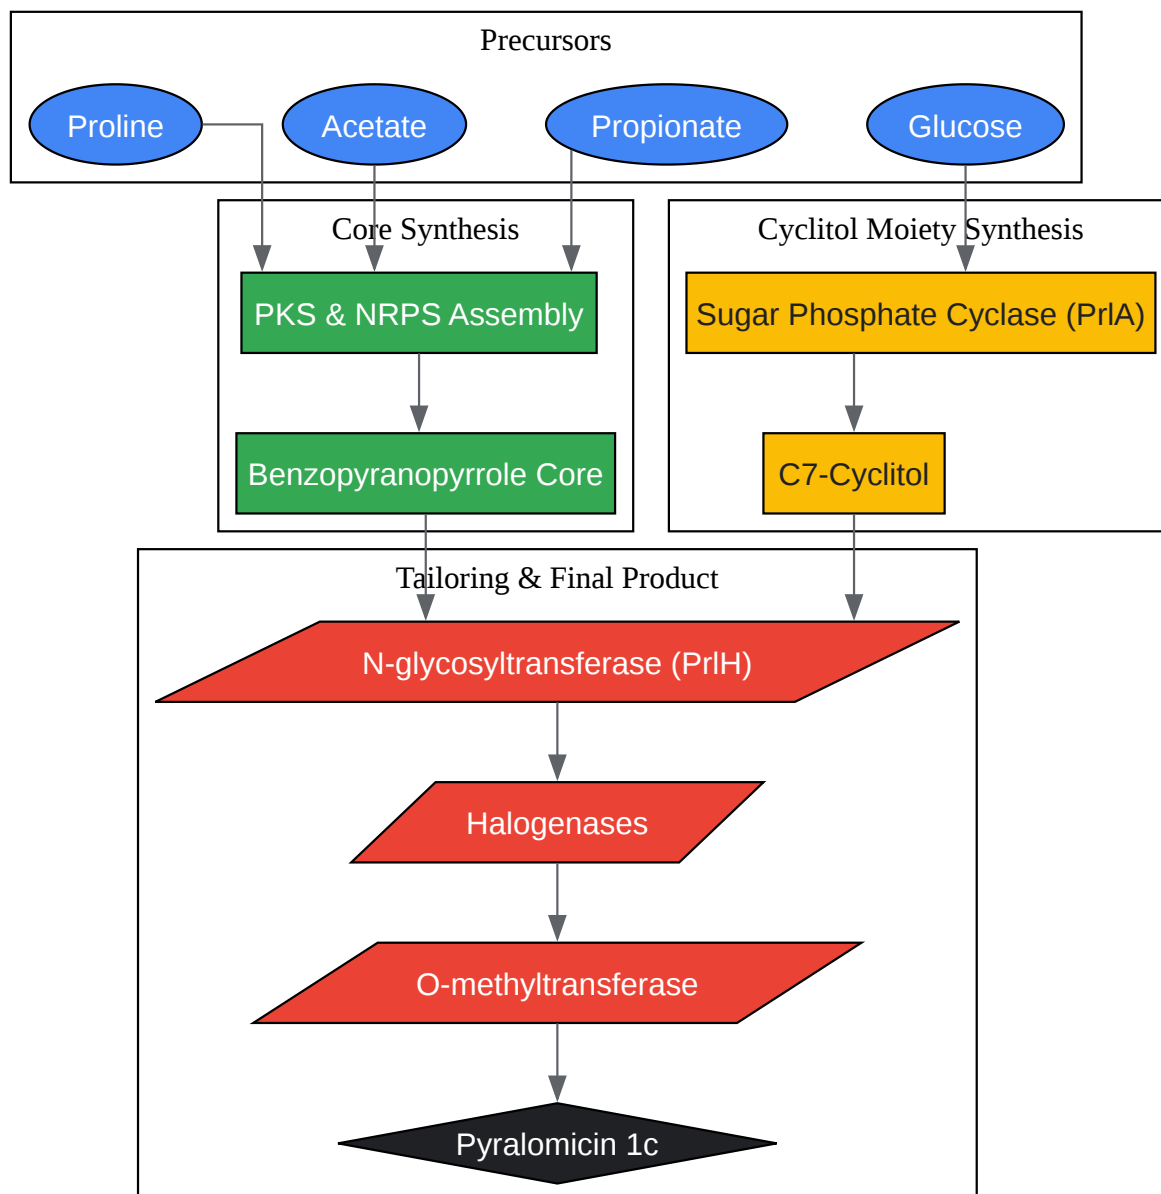 Precursors
Proline
Acetate
Propionate
Glucose
Core Synthesis
Cyclitol Moiety Synthesis
PKS & NRPS Assembly
Sugar Phosphate Cyclase (PrlA)
Benzopyranopyrrole Core
C7-Cyclitol
Tailoring & Final Product
N-glycosyltransferase (PrlH)
Halogenases
O-methyltransferase
Pyralomicin 1c